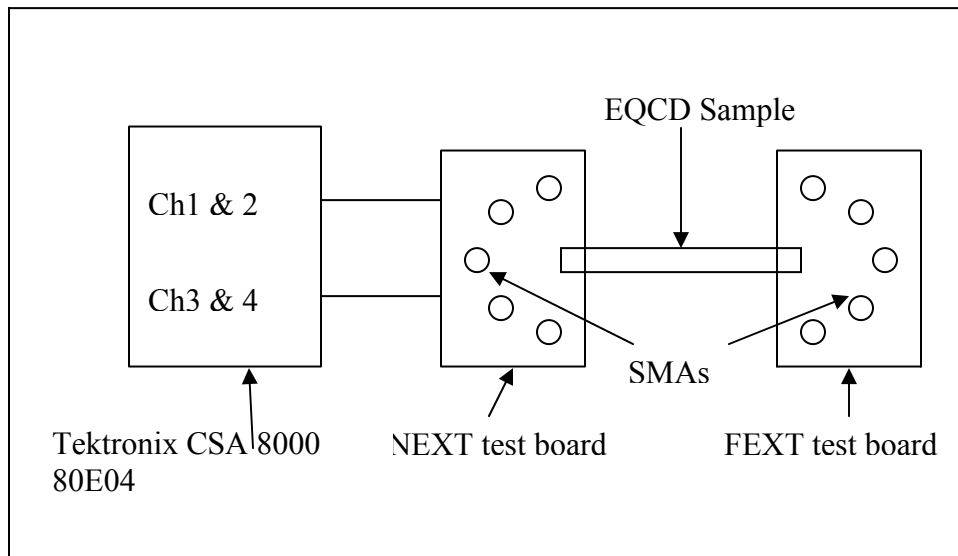 EQCD Sample
Ch1 & 2
Ch3 & 4
SMAs
Tektronix CSA 8000
80E04
NEXT test board
FEXT test board